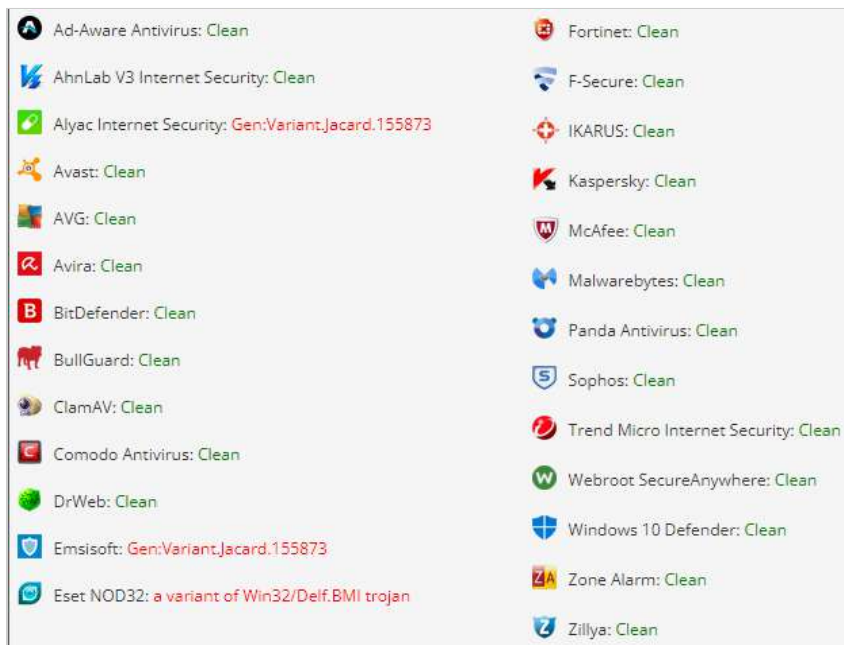 Ad-Aware Antivirus: Clean
AhnLab V3 Internet Security: Clean
Alyac Internet Security: Gen:Variant.Jacard.155873
Avast: Clean
AVG: Clean
Avira: Clean
BitDefender: Clean
BullGuard: Clean
ClamAV: Clean
Comodo Antivirus: Clean
DrWeb: Clean
Emsisoft: Gen:Variant.Jacard.155873
Eset NOD32: a variant of Win32/Delf.BMI trojan
Fortinet: Clean
F-Secure: Clean
IKARUS: Clean
Kaspersky: Clean
McAfee: Clean
Malwarebytes: Clean
Panda Antivirus: Clean
Sophos: Clean
Trend Micro Internet Security: Clean
Webroot SecureAnywhere: Clean
Windows 10 Defender: Clean
Zone Alarm: Clean
Zillya: Clean